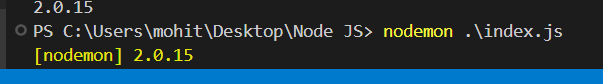 2.0.15
PS C:\Users\mohit\Desktop\Node JS> nodemon .\index.js
[nodemon] 2.0.15